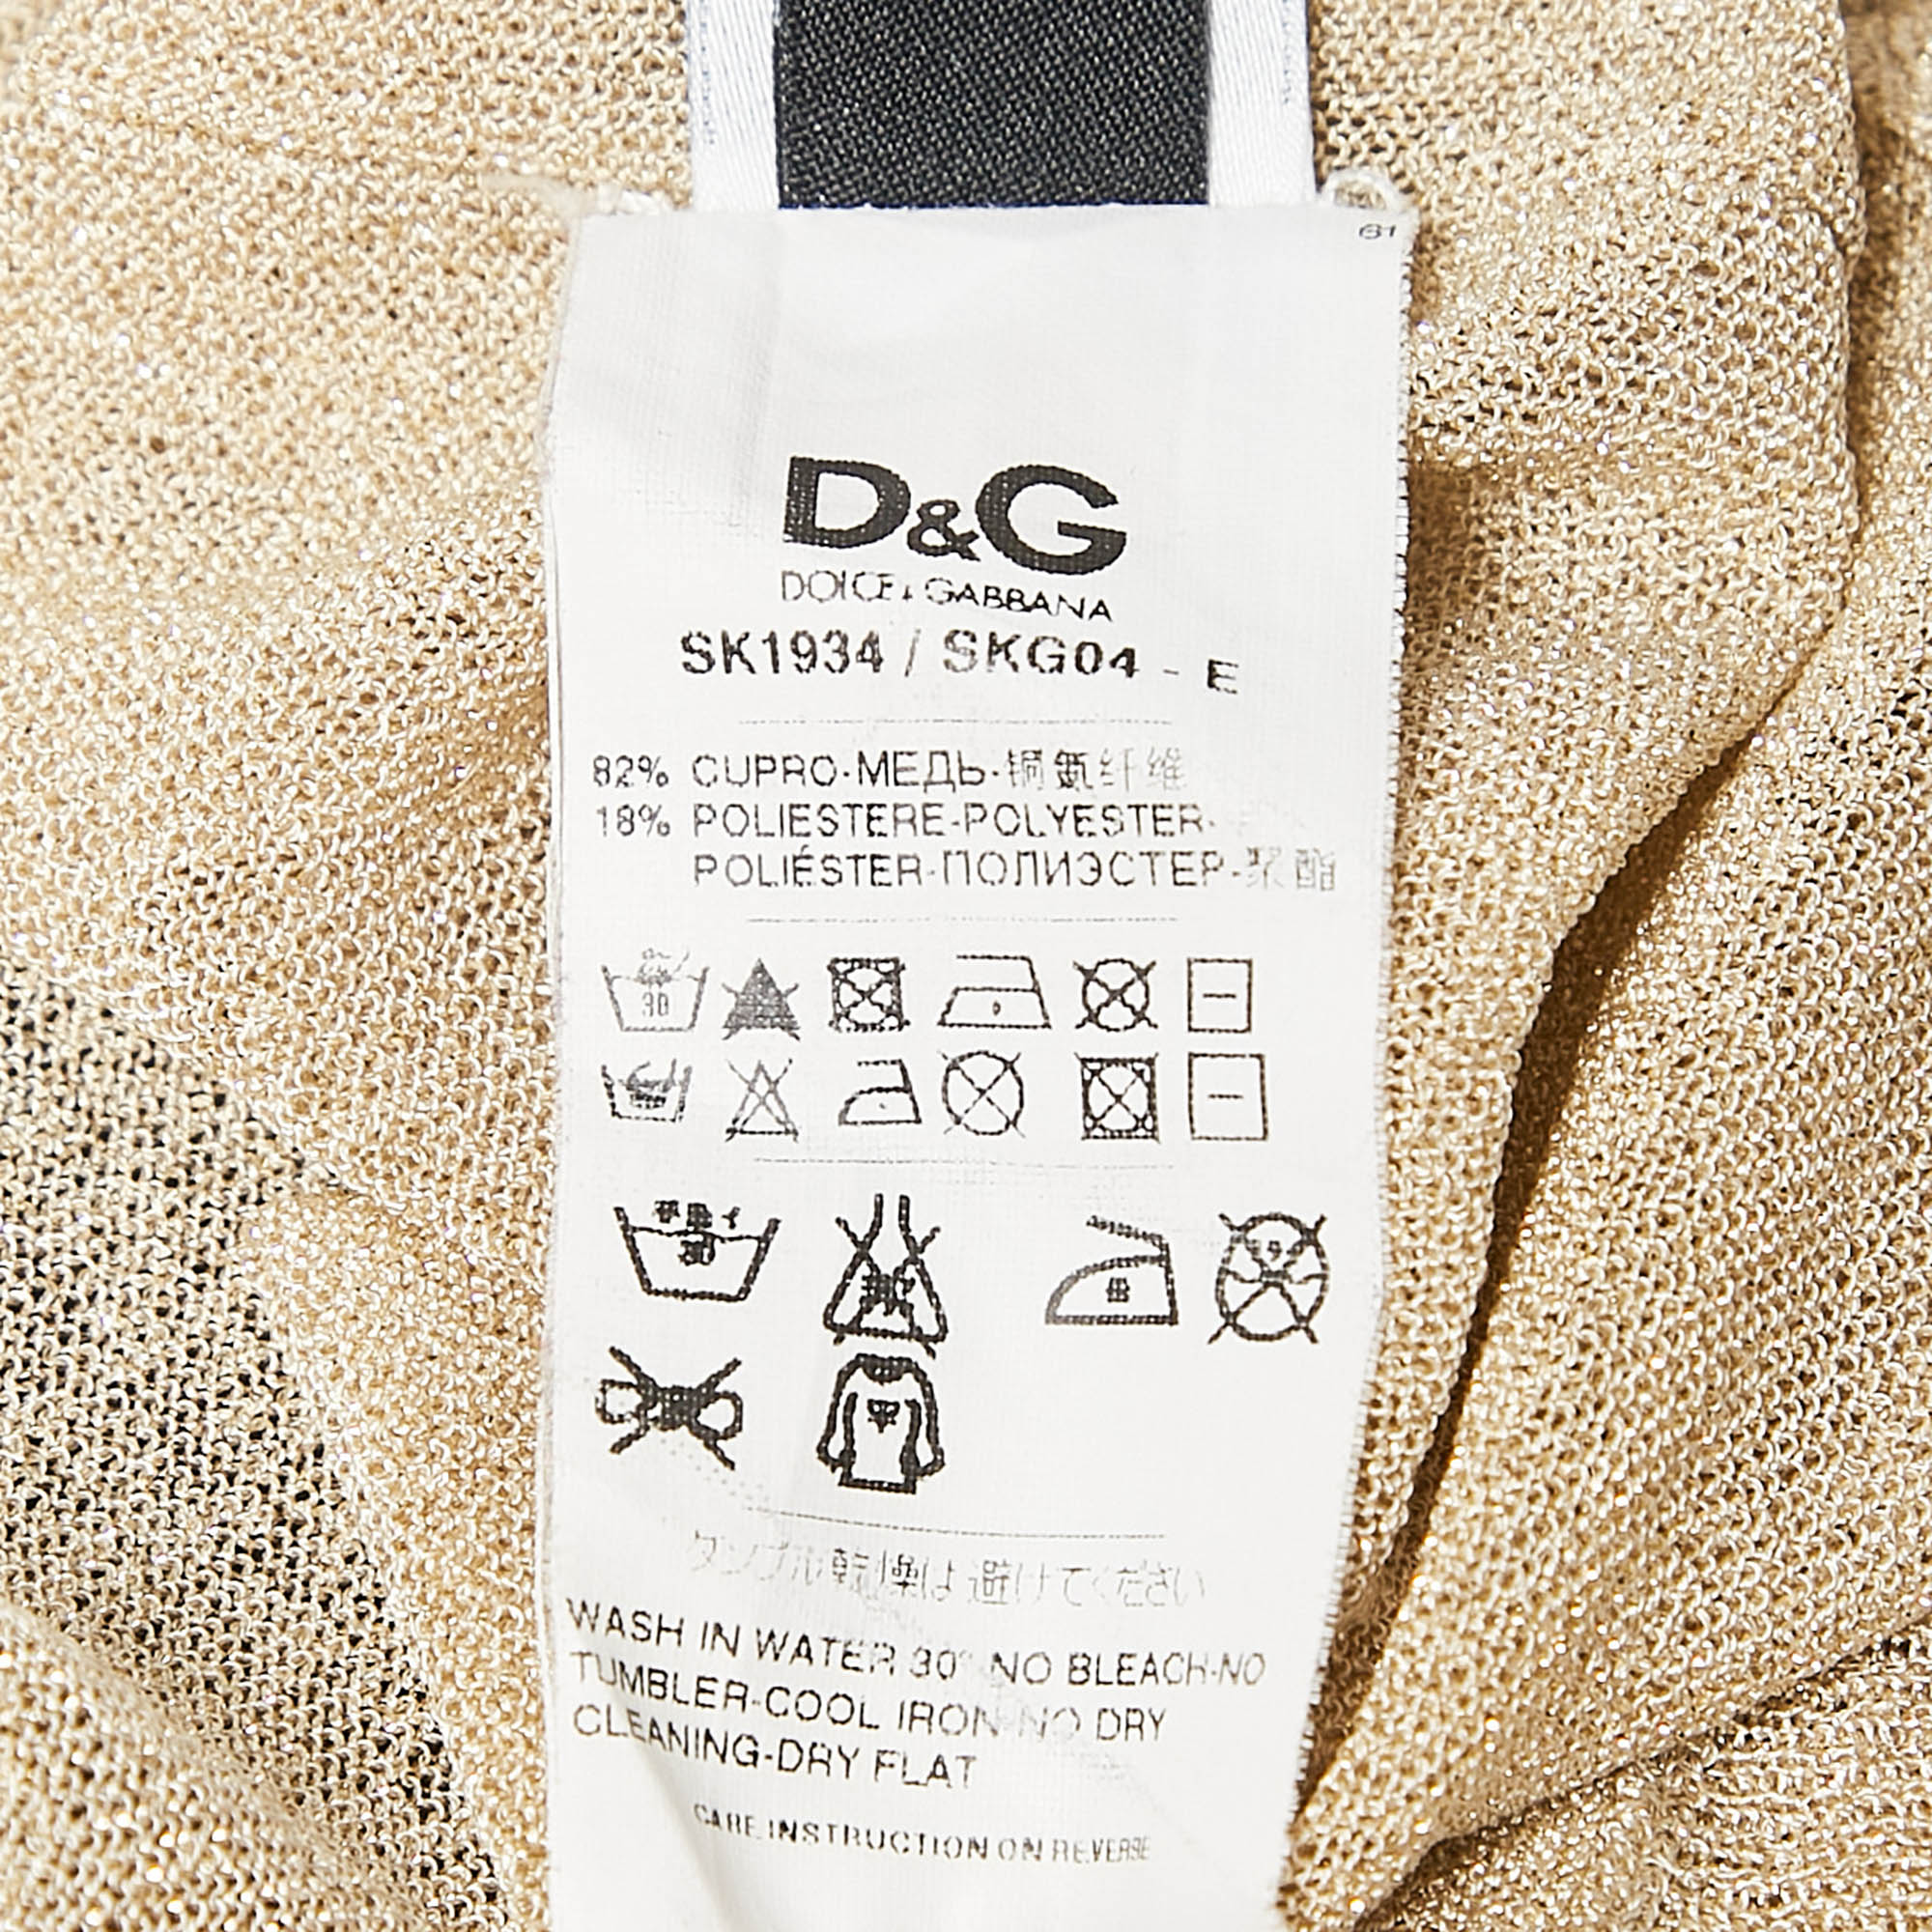 61
D&G
DOLCE & GABBANA
SK1934 / SKG04 - E
82% CUPRO-МЕДЬ-铜氨纤维
18% POLIESTERE-POLYESTER-
POLIÉSTER-ПОЛИЭСТЕР-聚酯
30
30
タンブル乾燥は避けてください
WASH IN WATER 30° NO BLEACH-NO
TUMBLER-COOL IRON-NO DRY
CLEANING-DRY FLAT
CARE INSTRUCTION ON REVERSE